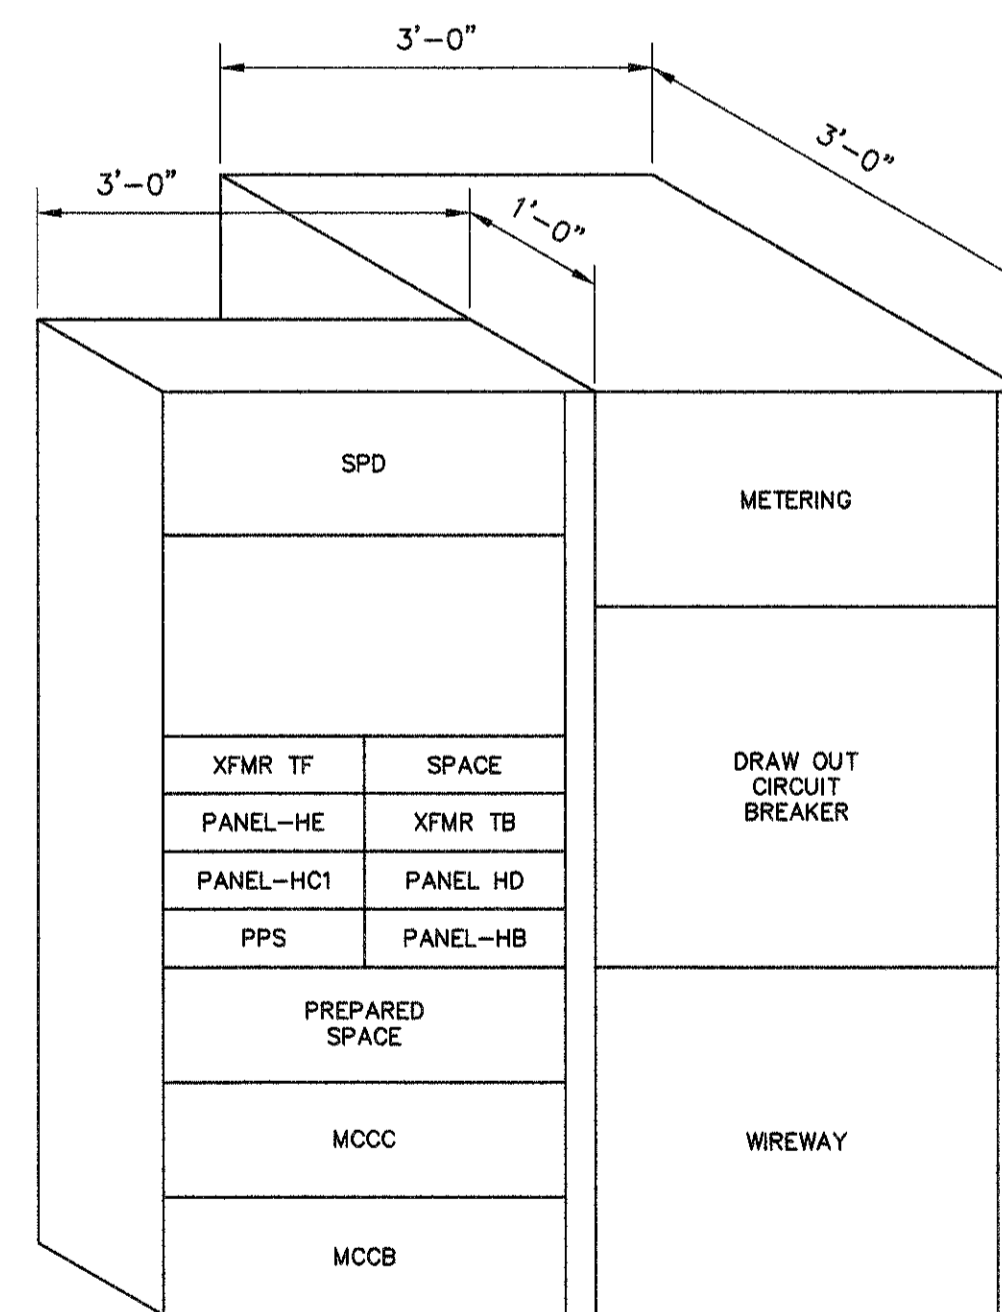 3'-0"
3'-0"
3'-0"
1'-0"
SPD
METERING
XFMR TF
SPACE
PANEL-HE
XFMR TB
PANEL-HC1
PANEL HD
PPS
PANEL-HB
DRAW OUT
CIRCUIT
BREAKER
PREPARED
SPACE
MCCC
WIREWAY
MCCB